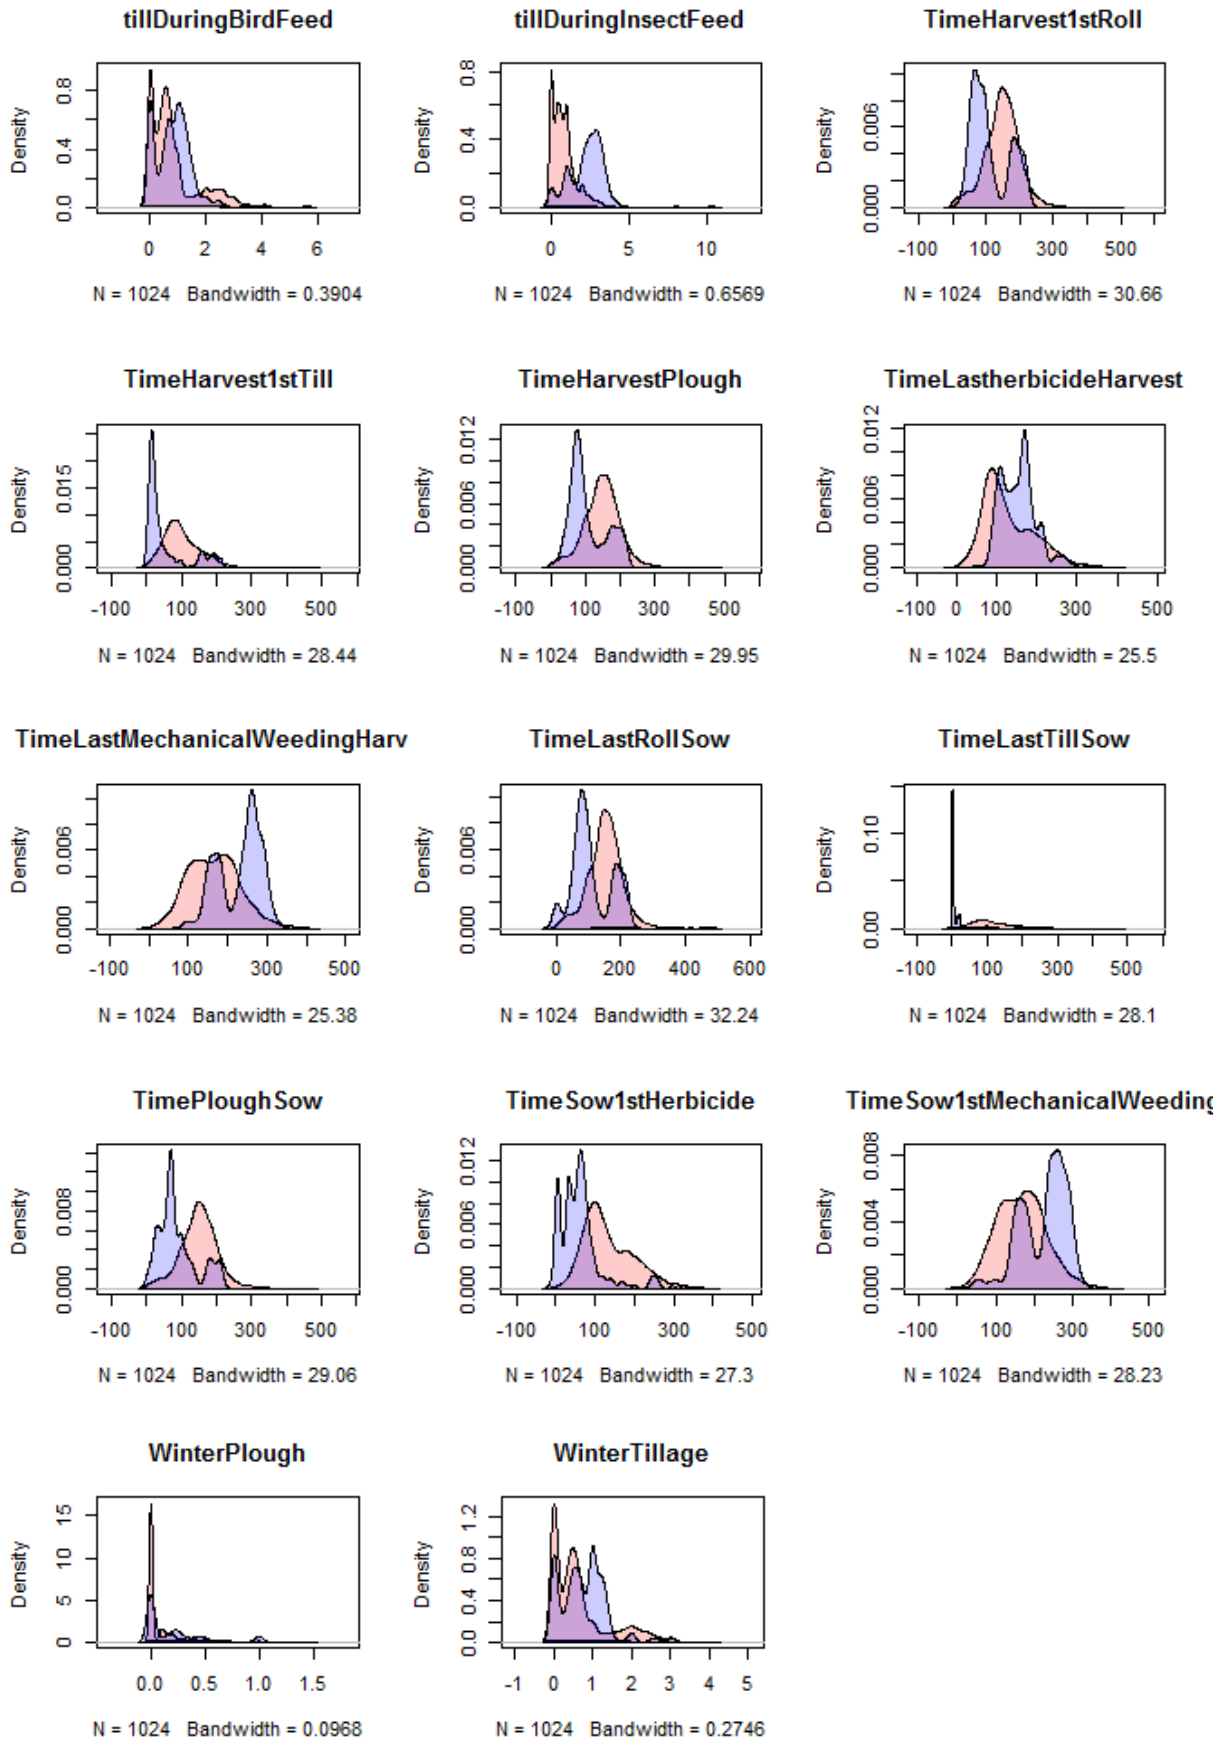 tillDuringBirdFeed
Density
0.0 0.4 0.8
0 2 4 6
N = 1024 Bandwidth = 0.3904
tillDuringInsectFeed
Density
0.0 0.4 0.8
0 5 10
N = 1024 Bandwidth = 0.6569
TimeHarvest1stRoll
Density
0.000 0.006
-100 100 300 500
N = 1024 Bandwidth = 30.66
TimeHarvest1stTill
Density
0.000 0.015
-100 100 300 500
N = 1024 Bandwidth = 28.44
TimeHarvestPlough
Density
0.000 0.006 0.012
-100 100 300 500
N = 1024 Bandwidth = 29.95
TimeLastherbicideHarvest
Density
0.000 0.006 0.012
-100 0 100 300 500
N = 1024 Bandwidth = 25.5
TimeLastMechanicalWeedingHarv
Density
0.000 0.006
-100 100 300 500
N = 1024 Bandwidth = 25.38
TimeLastRollSow
Density
0.000 0.006
0 200 400 600
N = 1024 Bandwidth = 32.24
TimeLastTillSow
Density
0.00 0.10
-100 100 300 500
N = 1024 Bandwidth = 28.1
TimePloughSow
Density
0.000 0.008
-100 100 300 500
N = 1024 Bandwidth = 29.06
TimeSow1stHerbicide
Density
0.000 0.006 0.012
-100 100 300 500
N = 1024 Bandwidth = 27.3
TimeSow1stMechanicalWeeding
Density
0.000 0.004 0.008
-100 100 300 500
N = 1024 Bandwidth = 28.23
WinterPlough
Density
0 5 10 15
0.0 0.5 1.0 1.5
N = 1024 Bandwidth = 0.0968
WinterTillage
Density
0.0 0.4 0.8 1.2
-1 0 1 2 3 4 5
N = 1024 Bandwidth = 0.2746